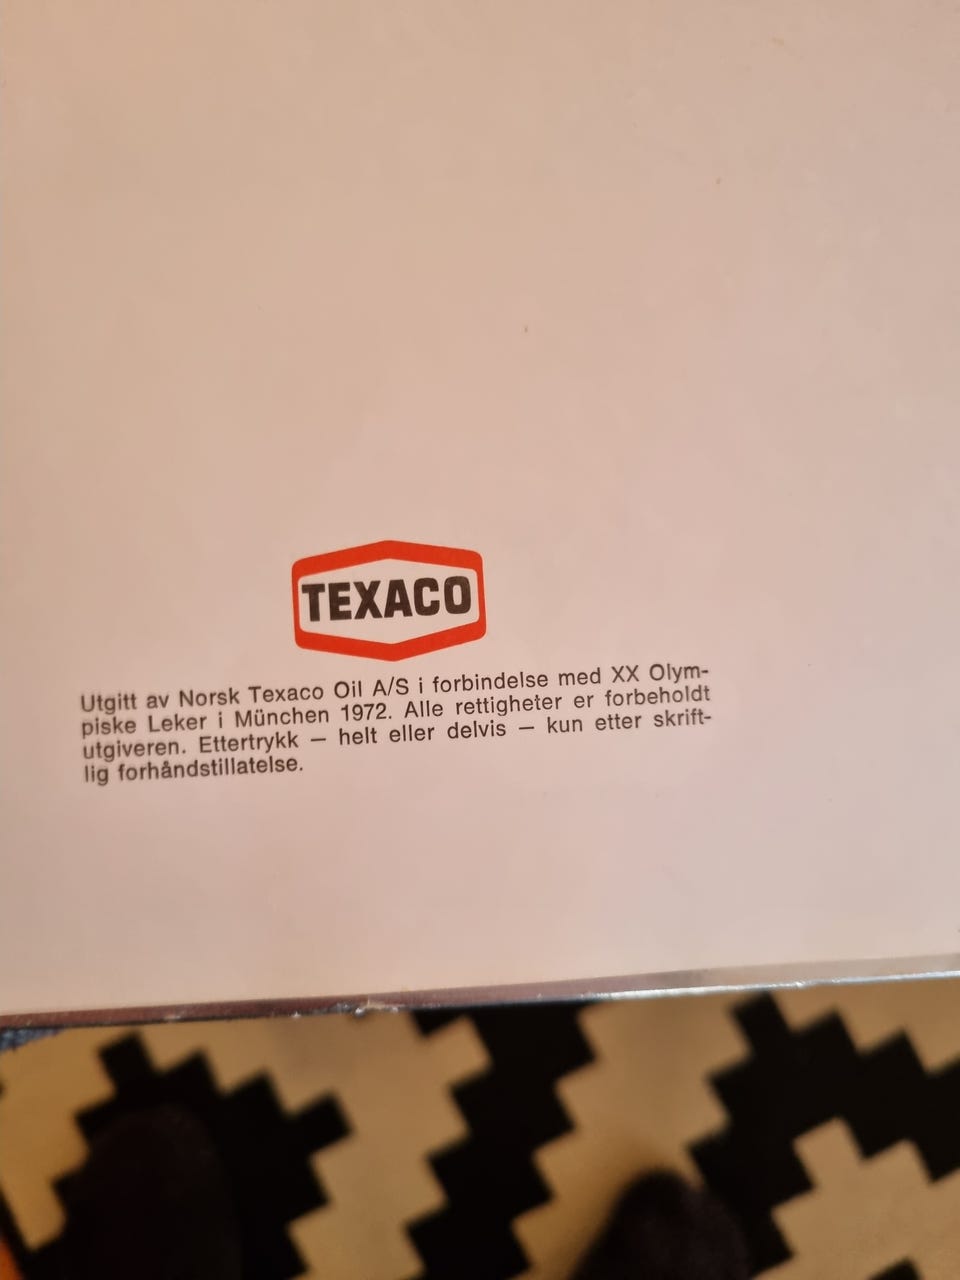 TEXACO
Utgitt av Norsk Texaco Oil A/S i forbindelse med XX Olym-
piske Leker i München 1972. Alle rettigheter er forbeholdt
utgiveren. Ettertrykk – helt eller delvis – kun etter skrift-
lig forhåndstillatelse.